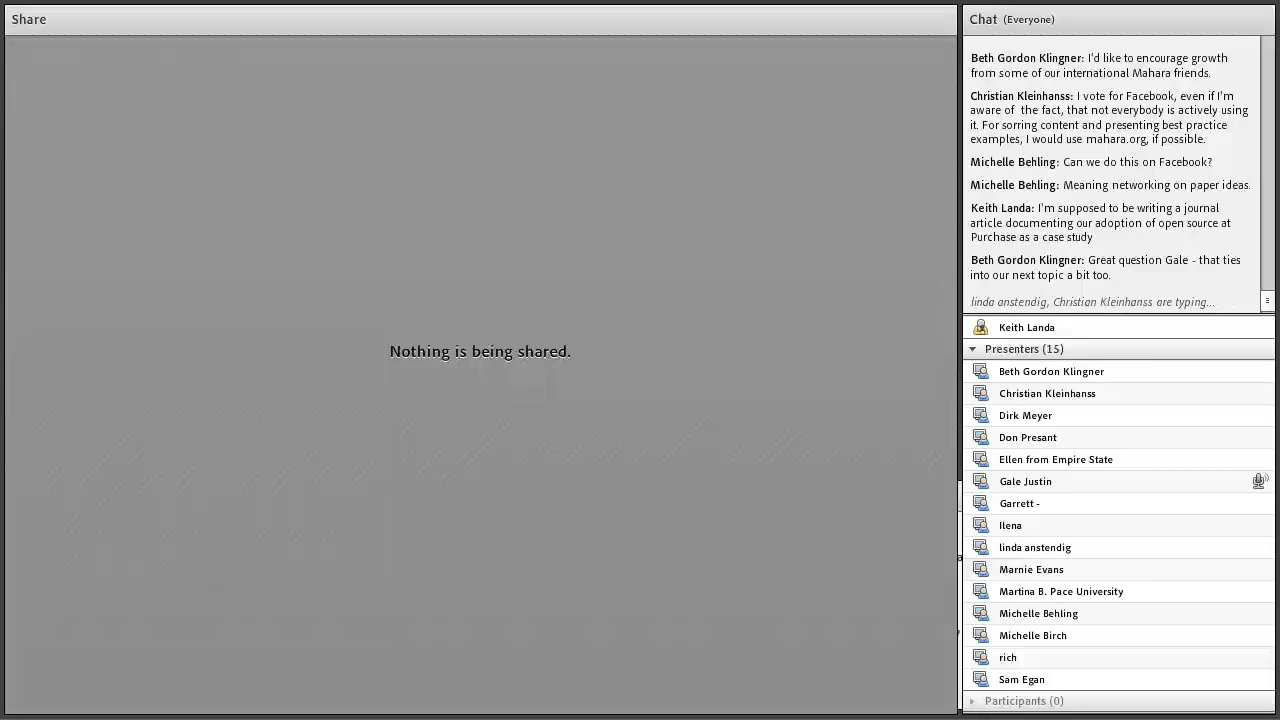 Share
Nothing is being shared.
Chat (Everyone)
Beth Gordon Klingner: I'd like to encourage growth
from some of our international Mahara friends.
Christian Kleinhanss: I vote for Facebook, even if I'm
aware of the fact, that not everybody is actively using
it. For sorring content and presenting best practice
examples, I would use mahara.org, if possible.
Michelle Behling: Can we do this on Facebook?
Michelle Behling: Meaning networking on paper ideas.
Keith Landa: I'm supposed to be writing a journal
article documenting our adoption of open source at
Purchase as a case study
Beth Gordon Klingner: Great question Gale - that ties
into our next topic a bit too.
linda anstendig, Christian Kleinhanss are typing...
Keith Landa
Presenters (15)
Beth Gordon Klingner
Christian Kleinhanss
Dirk Meyer
Don Presant
Ellen from Empire State
Gale Justin
Garrett -
Ilena
linda anstendig
Marnie Evans
Martina B. Pace University
Michelle Behling
Michelle Birch
rich
Sam Egan
Participants (0)